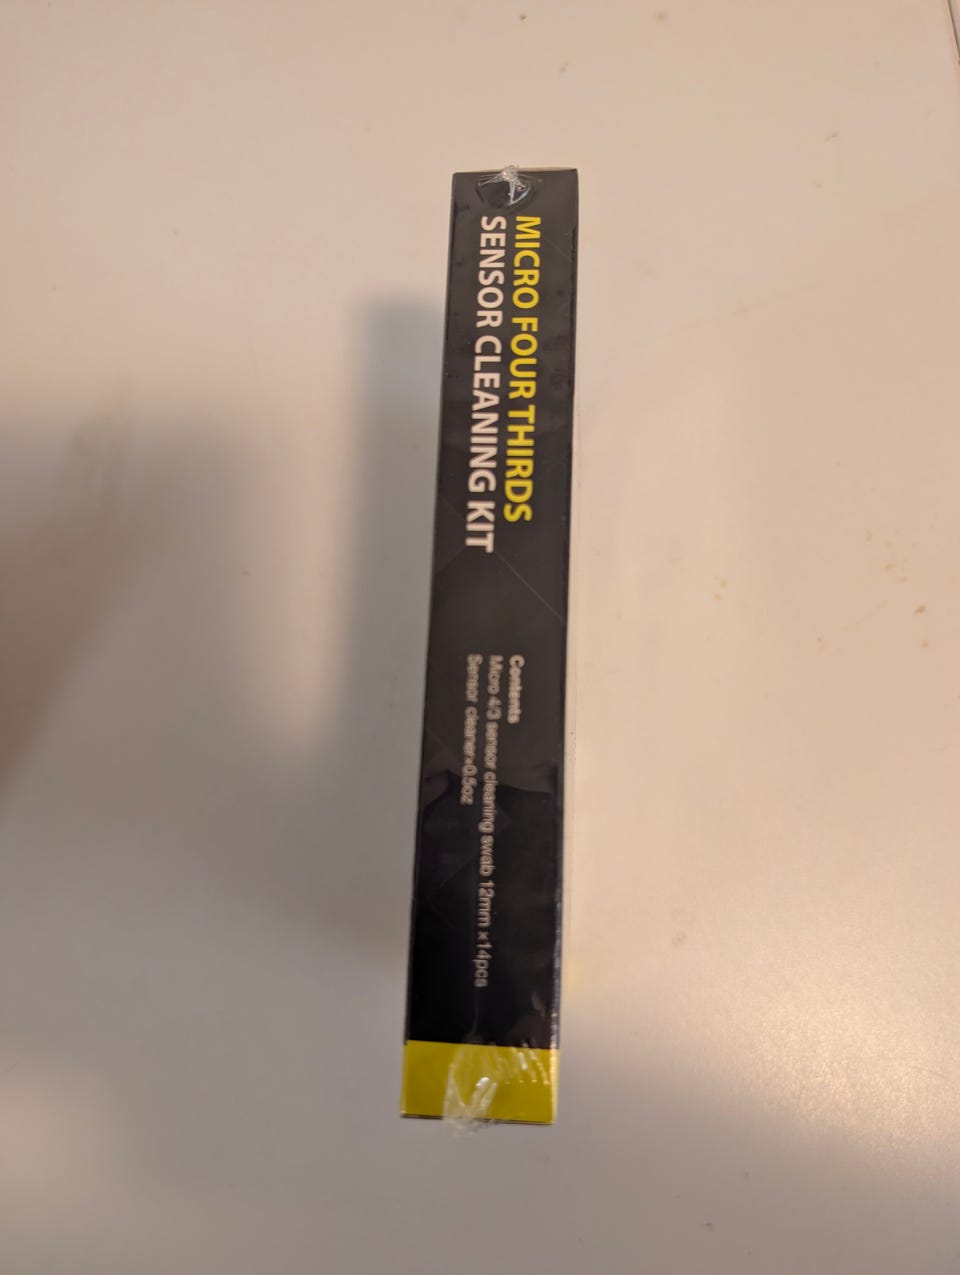 MICRO FOUR THIRDS
SENSOR CLEANING KIT
Contents
Micro 4/3 sensor cleaning swab 12mm ×14pcs
Sensor cleaner×0.5oz